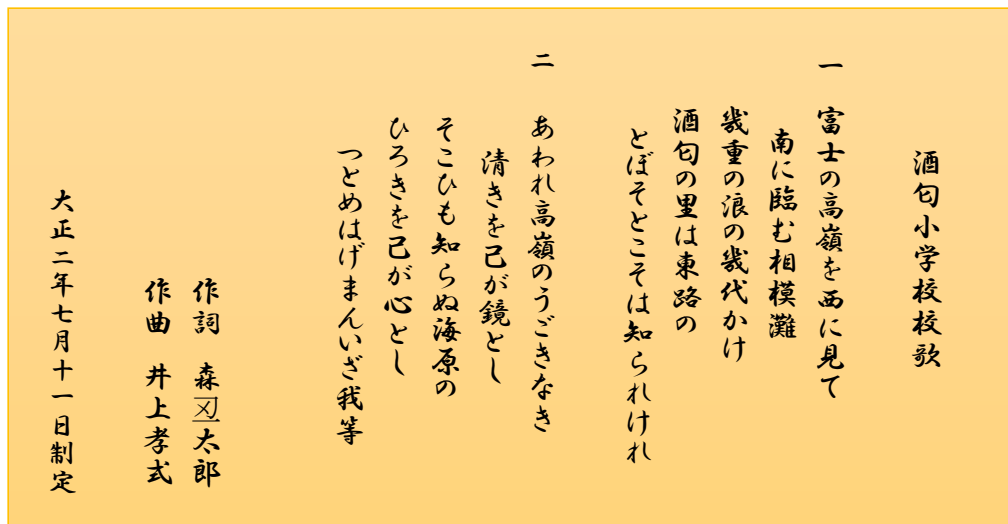 酒匂小学校校歌
一 富士の高嶺を西に見て
南に臨む相模灘
幾重の浪の幾代かけ
酒匂の里は東路の
とぼそとこそは知られけれ
二 あわれ高嶺のうごきなき
清きを己が鏡とし
そこひも知らぬ海原の
ひろきを己が心とし
つとめはげまんいざ我等
作詞 森太郎
作曲 井上孝式
大正二年七月十一日制定